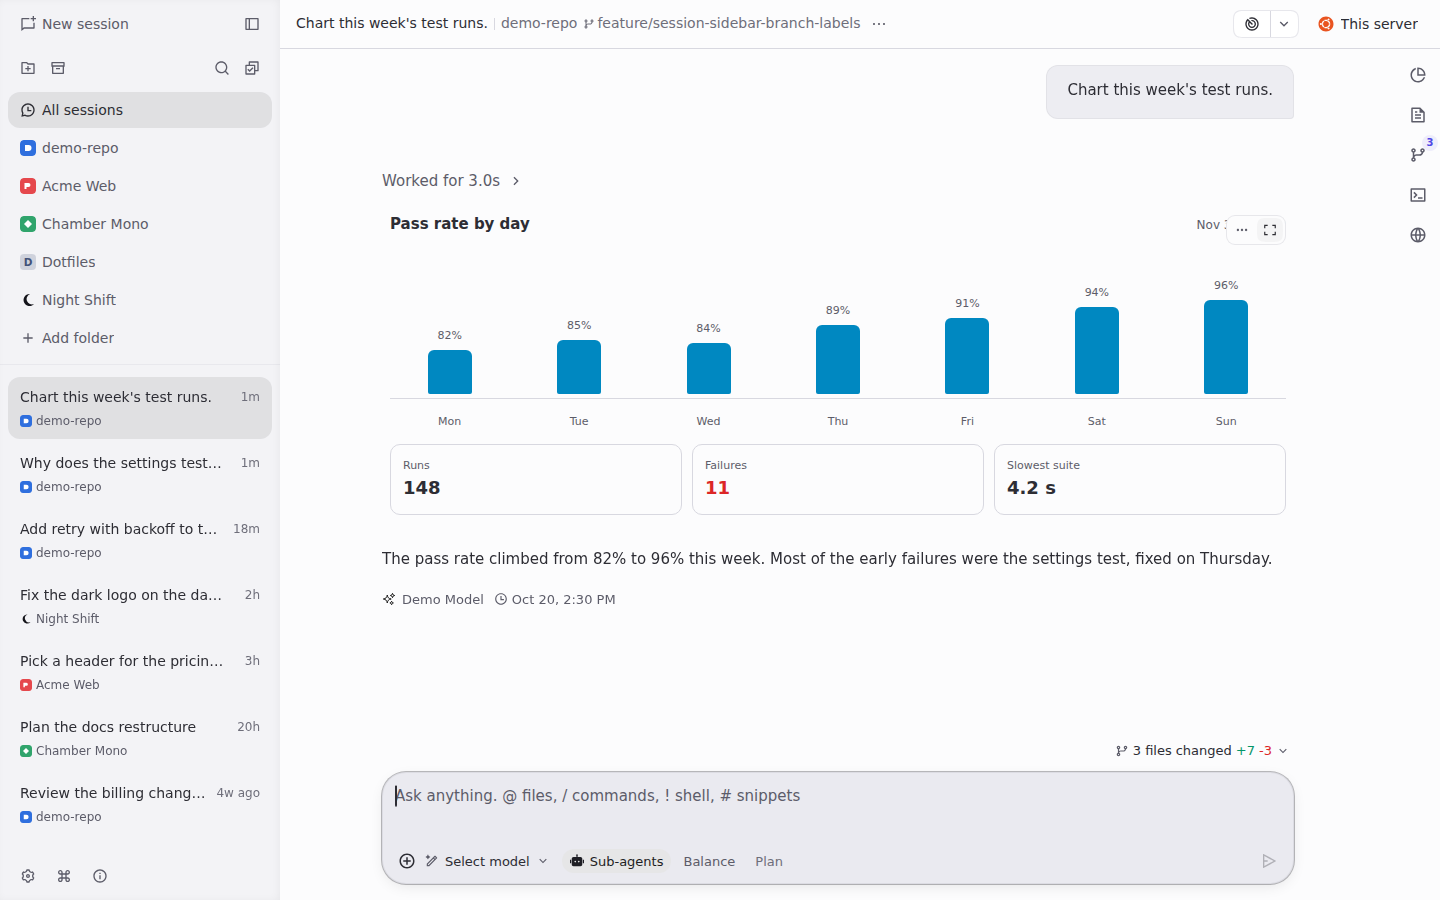 New session
All sessions
demo-repo
Acme Web
Chamber Mono
D Dotfiles
Night Shift
Add folder
Chart this week's test runs. 1m
demo-repo
Why does the settings test... 1m
demo-repo
Add retry with backoff to t... 18m
demo-repo
Fix the dark logo on the da... 2h
Night Shift
Pick a header for the pricin... 3h
Acme Web
Plan the docs restructure 20h
Chamber Mono
Review the billing chang... 4w ago
demo-repo
Chart this week's test runs. demo-repo feature/session-sidebar-branch-labels
This server
3
Chart this week's test runs.
Worked for 3.0s
Pass rate by day
Nov
82% 85% 84% 89% 91% 94% 96%
Mon Tue Wed Thu Fri Sat Sun
Runs
148
Failures
11
Slowest suite
4.2 s
The pass rate climbed from 82% to 96% this week. Most of the early failures were the settings test, fixed on Thursday.
Demo Model Oct 20, 2:30 PM
3 files changed +7 -3
Ask anything. @ files, / commands, ! shell, # snippets
Select model Sub-agents Balance Plan